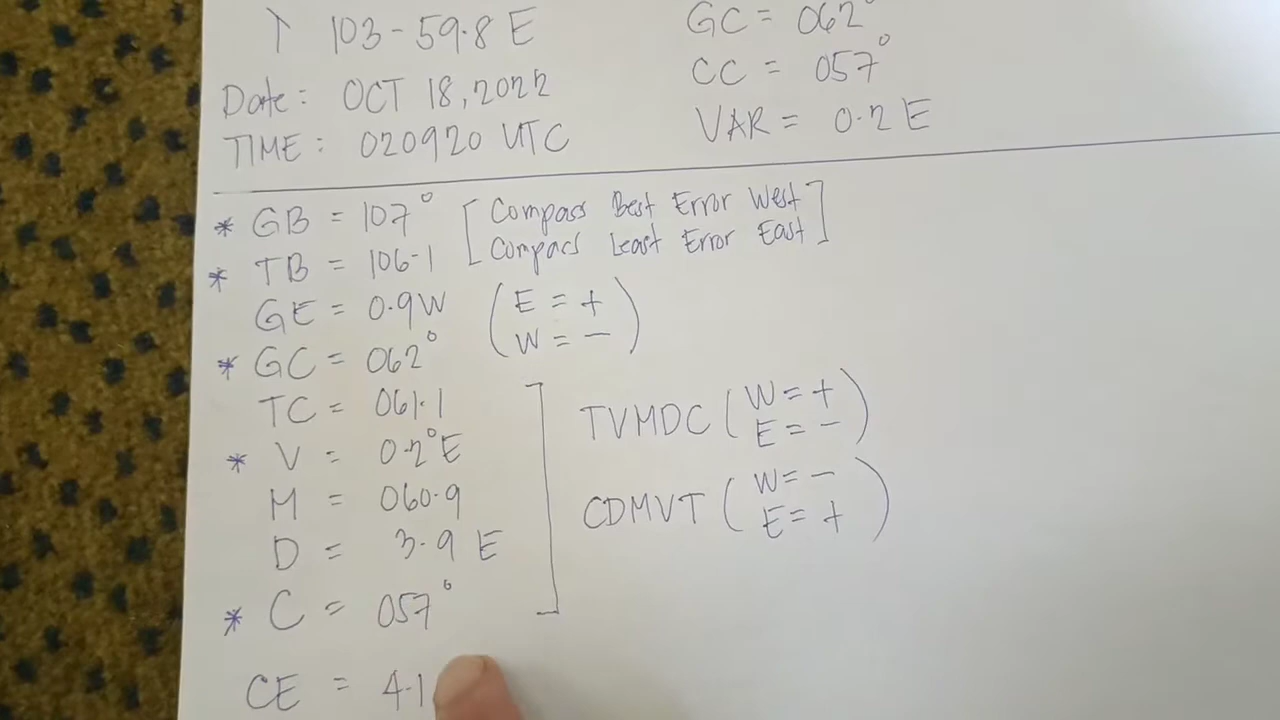 λ 103-59.8 E
GC = 062°
CC = 057°
Date: OCT 18, 2022
VAR = 0.2 E
TIME: 020920 UTC
* GB = 107° [Compass Best Error West
* TB = 106.1 Compass Least Error East]
GE = 0.9W (E = +
W = -)
* GC = 062°
TC = 061.1
TVMDC (W = +
E = -)
* V = 0.2°E
M = 060.9
CDMVT (W = -
E = +)
D = 3.9 E
* C = 057°
CE = 4.1